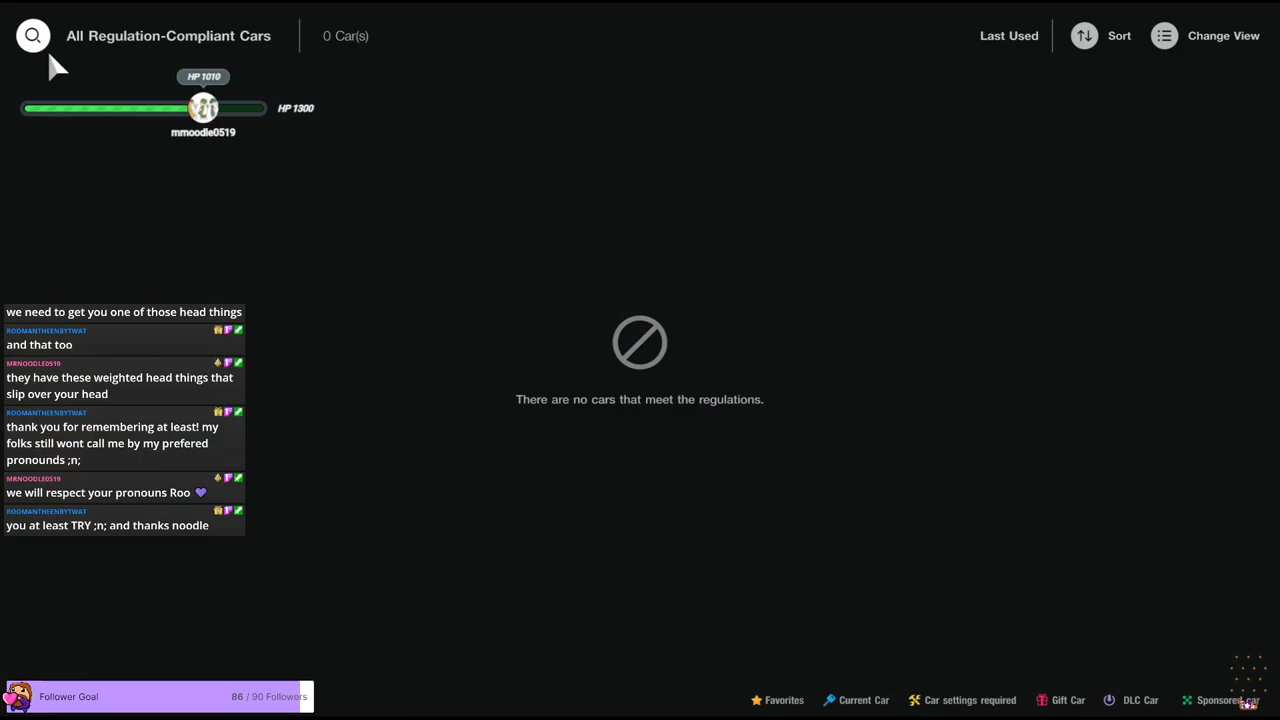 All Regulation-Compliant Cars
0 Car(s)
Last Used
Sort
Change View
HP 1010
HP 1300
mmoodle0519
we need to get you one of those head things
ROOMANTHEENBYTWAT
and that too
MRNOODLE0519
they have these weighted head things that
slip over your head
ROOMANTHEENBYTWAT
thank you for remembering at least! my
folks still wont call me by my prefered
pronounds ;n;
MRNOODLE0519
we will respect your pronouns Roo 💜
ROOMANTHEENBYTWAT
you at least TRY ;n; and thanks noodle
There are no cars that meet the regulations.
Follower Goal
86 / 90 Followers
Favorites
Current Car
Car settings required
Gift Car
DLC Car
Sponsored car